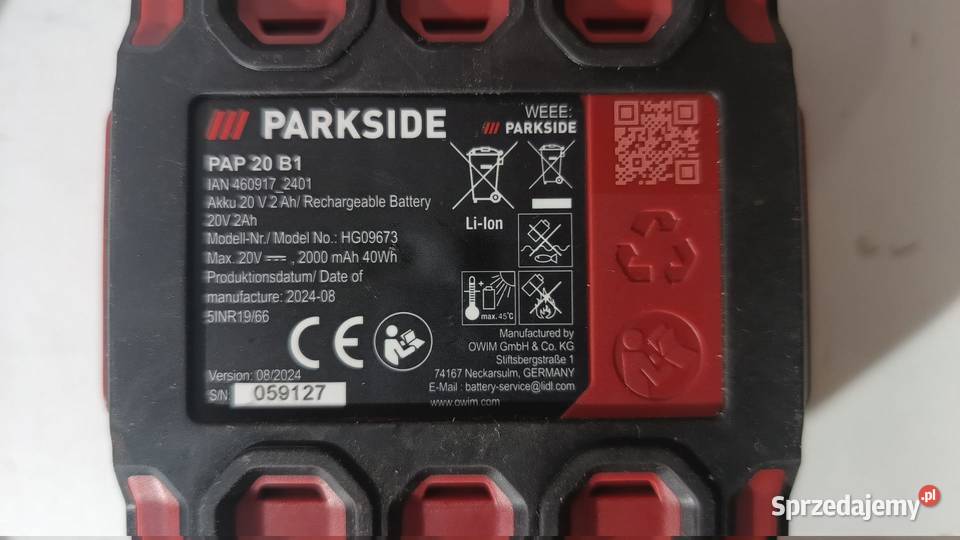 PARKSIDE
PAP 20 B1
IAN 460917_2401
Akku 20 V 2 Ah/ Rechargeable Battery
20V 2Ah
Modell-Nr./ Model No.: HG09673
Max. 20V ⎓ , 2000 mAh 40Wh
Produktionsdatum/ Date of
manufacture: 2024-08
5INR19/66
CE
Version: 08/2024
S/N: 059127
WEEE:
PARKSIDE
Li-Ion
max. 45°C
Manufactured by
OWIM GmbH & Co. KG
Stiftsbergstraße 1
74167 Neckarsulm, GERMANY
E-Mail : battery-service@lidl.com
www.owim.com
Sprzedajemy.pl